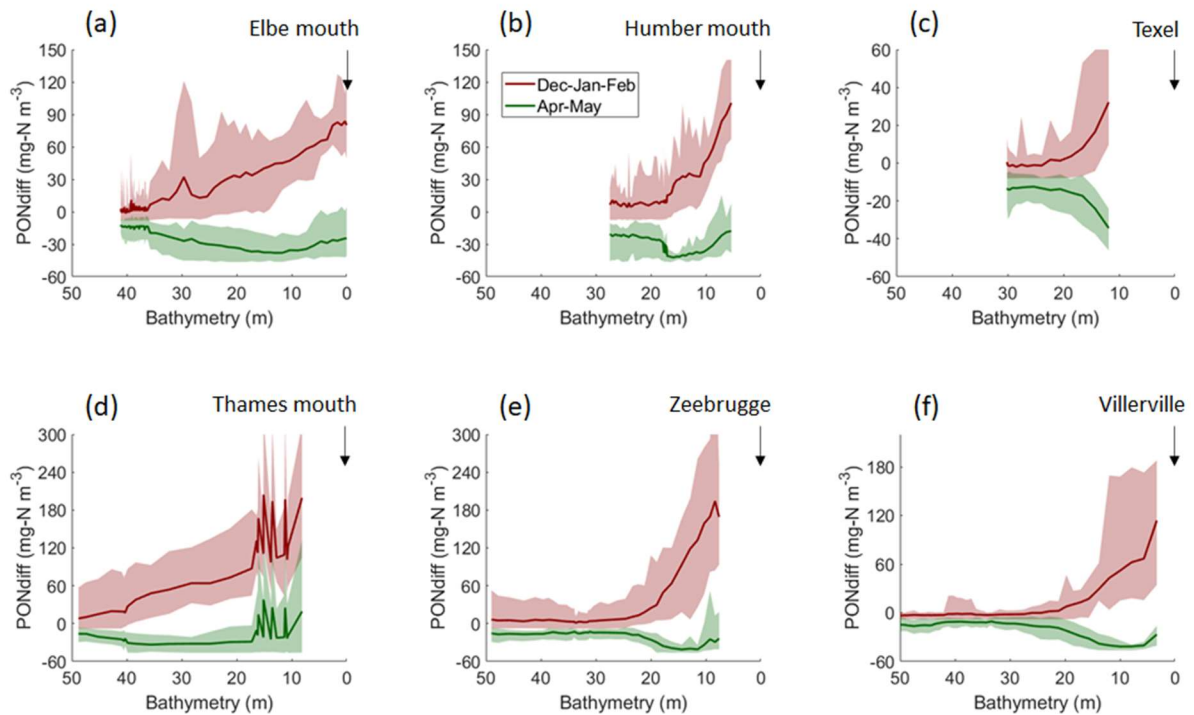 (a) Elbe mouth
PONdiff (mg-N m⁻³)
150
120
90
60
30
0
-30
-60
50 40 30 20 10 0
Bathymetry (m)
(b) Humber mouth
PONdiff (mg-N m⁻³)
150
120
90
60
30
0
-30
-60
Dec-Jan-Feb
Apr-May
50 40 30 20 10 0
Bathymetry (m)
(c) Texel
PONdiff (mg-N m⁻³)
60
40
20
0
-20
-40
-60
50 40 30 20 10 0
Bathymetry (m)
(d) Thames mouth
PONdiff (mg-N m⁻³)
300
240
180
120
60
0
-60
50 40 30 20 10 0
Bathymetry (m)
(e) Zeebrugge
PONdiff (mg-N m⁻³)
300
240
180
120
60
0
-60
50 40 30 20 10 0
Bathymetry (m)
(f) Villerville
PONdiff (mg-N m⁻³)
180
120
60
0
-60
50 40 30 20 10 0
Bathymetry (m)